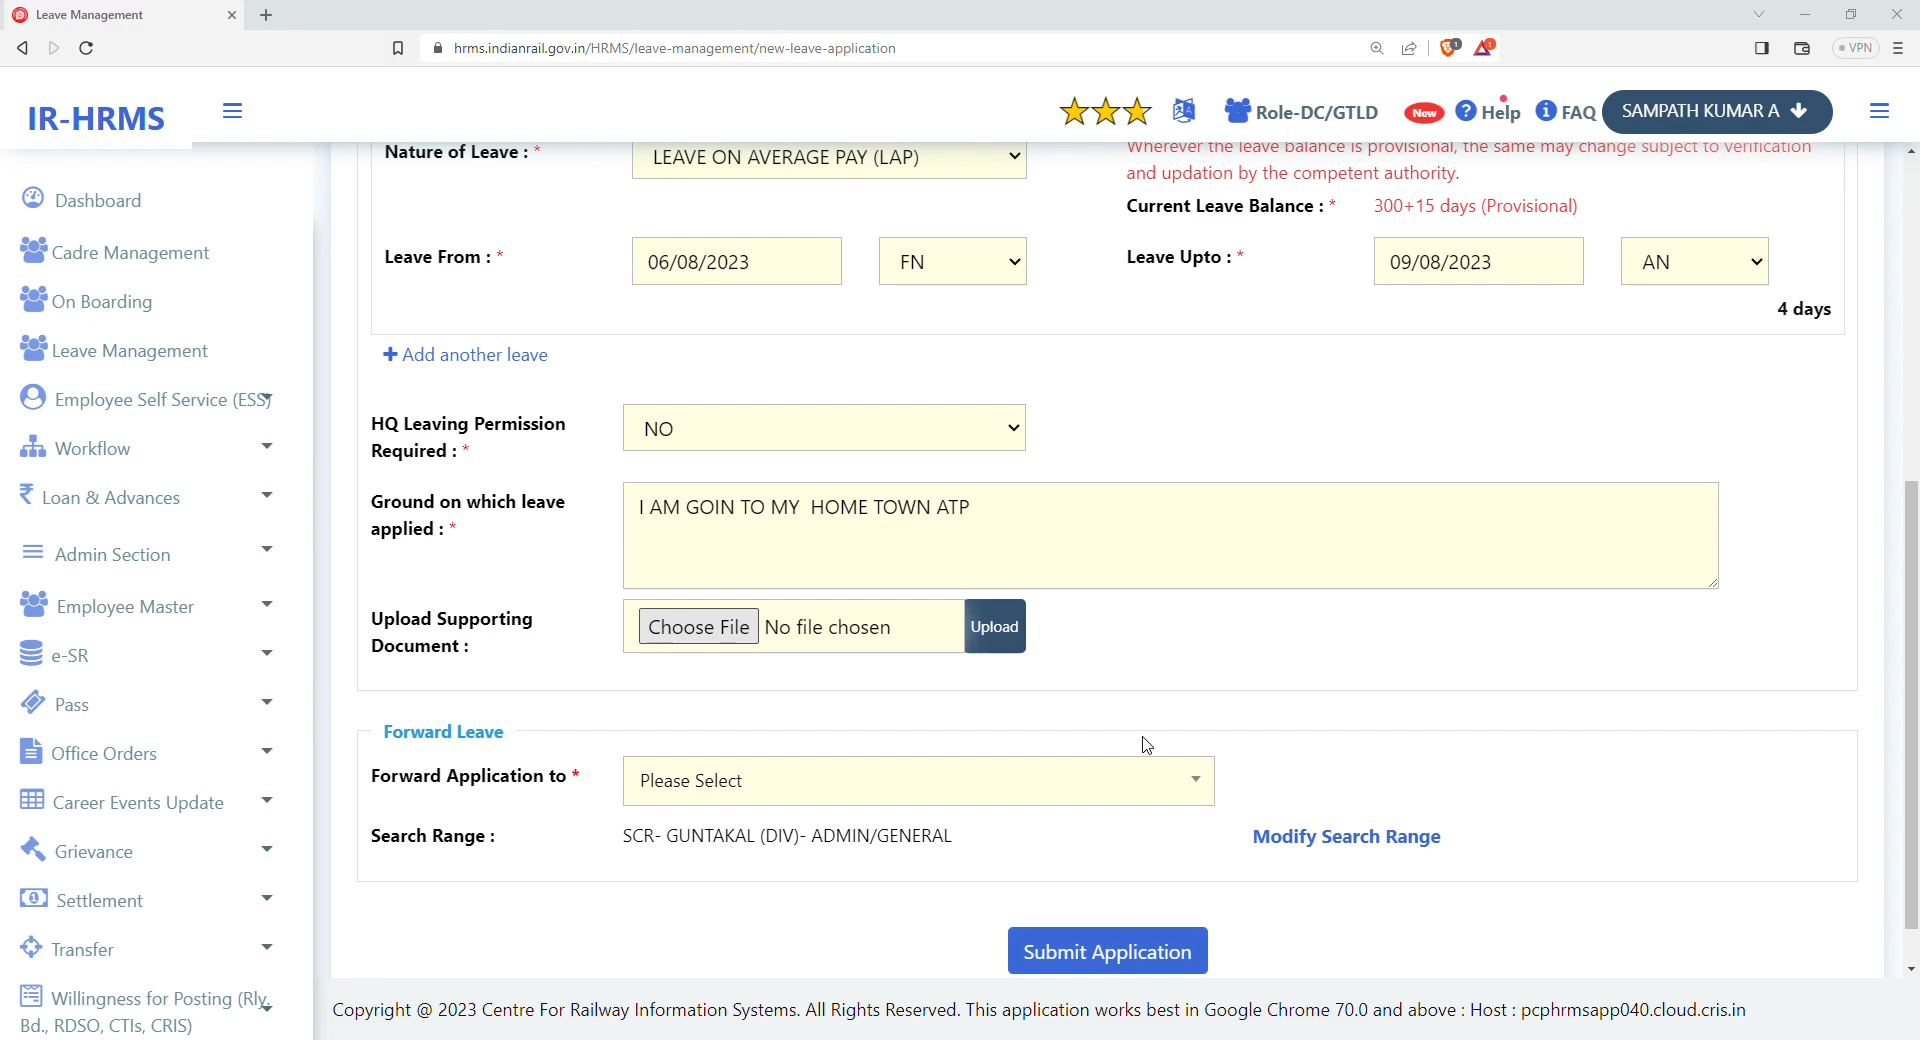 Leave Management
hrms.indianrail.gov.in/HRMS/leave-management/new-leave-application
VPN
IR-HRMS
Role-DC/GTLD
New
Help
FAQ
SAMPATH KUMAR A
Dashboard
Cadre Management
On Boarding
Leave Management
Employee Self Service (ESS)
Workflow
Loan & Advances
Admin Section
Employee Master
e-SR
Pass
Office Orders
Career Events Update
Grievance
Settlement
Transfer
Willingness for Posting (Rly.
Bd., RDSO, CTIs, CRIS)
Nature of Leave : *
LEAVE ON AVERAGE PAY (LAP)
Wherever the leave balance is provisional, the same may change subject to verification
and updation by the competent authority.
Current Leave Balance : * 300+15 days (Provisional)
Leave From : * 06/08/2023 FN
Leave Upto : * 09/08/2023 AN
4 days
Add another leave
HQ Leaving Permission
Required : *
NO
Ground on which leave
applied : *
I AM GOIN TO MY  HOME TOWN ATP
Upload Supporting
Document :
Choose File No file chosen Upload
Forward Leave
Forward Application to * Please Select
Search Range : SCR- GUNTAKAL (DIV)- ADMIN/GENERAL Modify Search Range
Submit Application
Copyright @ 2023 Centre For Railway Information Systems. All Rights Reserved. This application works best in Google Chrome 70.0 and above : Host : pcphrmsapp040.cloud.cris.in